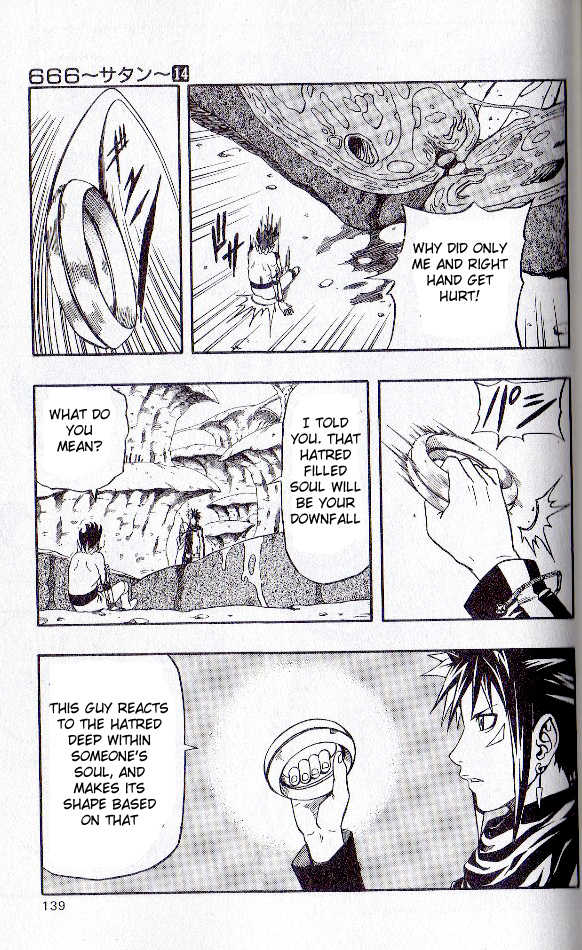 666～サタン～14
WHY DID ONLY
ME AND RIGHT
HAND GET
HURT!
パシ
I TOLD
YOU. THAT
HATRED
FILLED
SOUL WILL
BE YOUR
DOWNFALL
WHAT DO
YOU
MEAN?
THIS GUY REACTS
TO THE HATRED
DEEP WITHIN
SOMEONE'S
SOUL, AND
MAKES ITS
SHAPE BASED
ON THAT
139